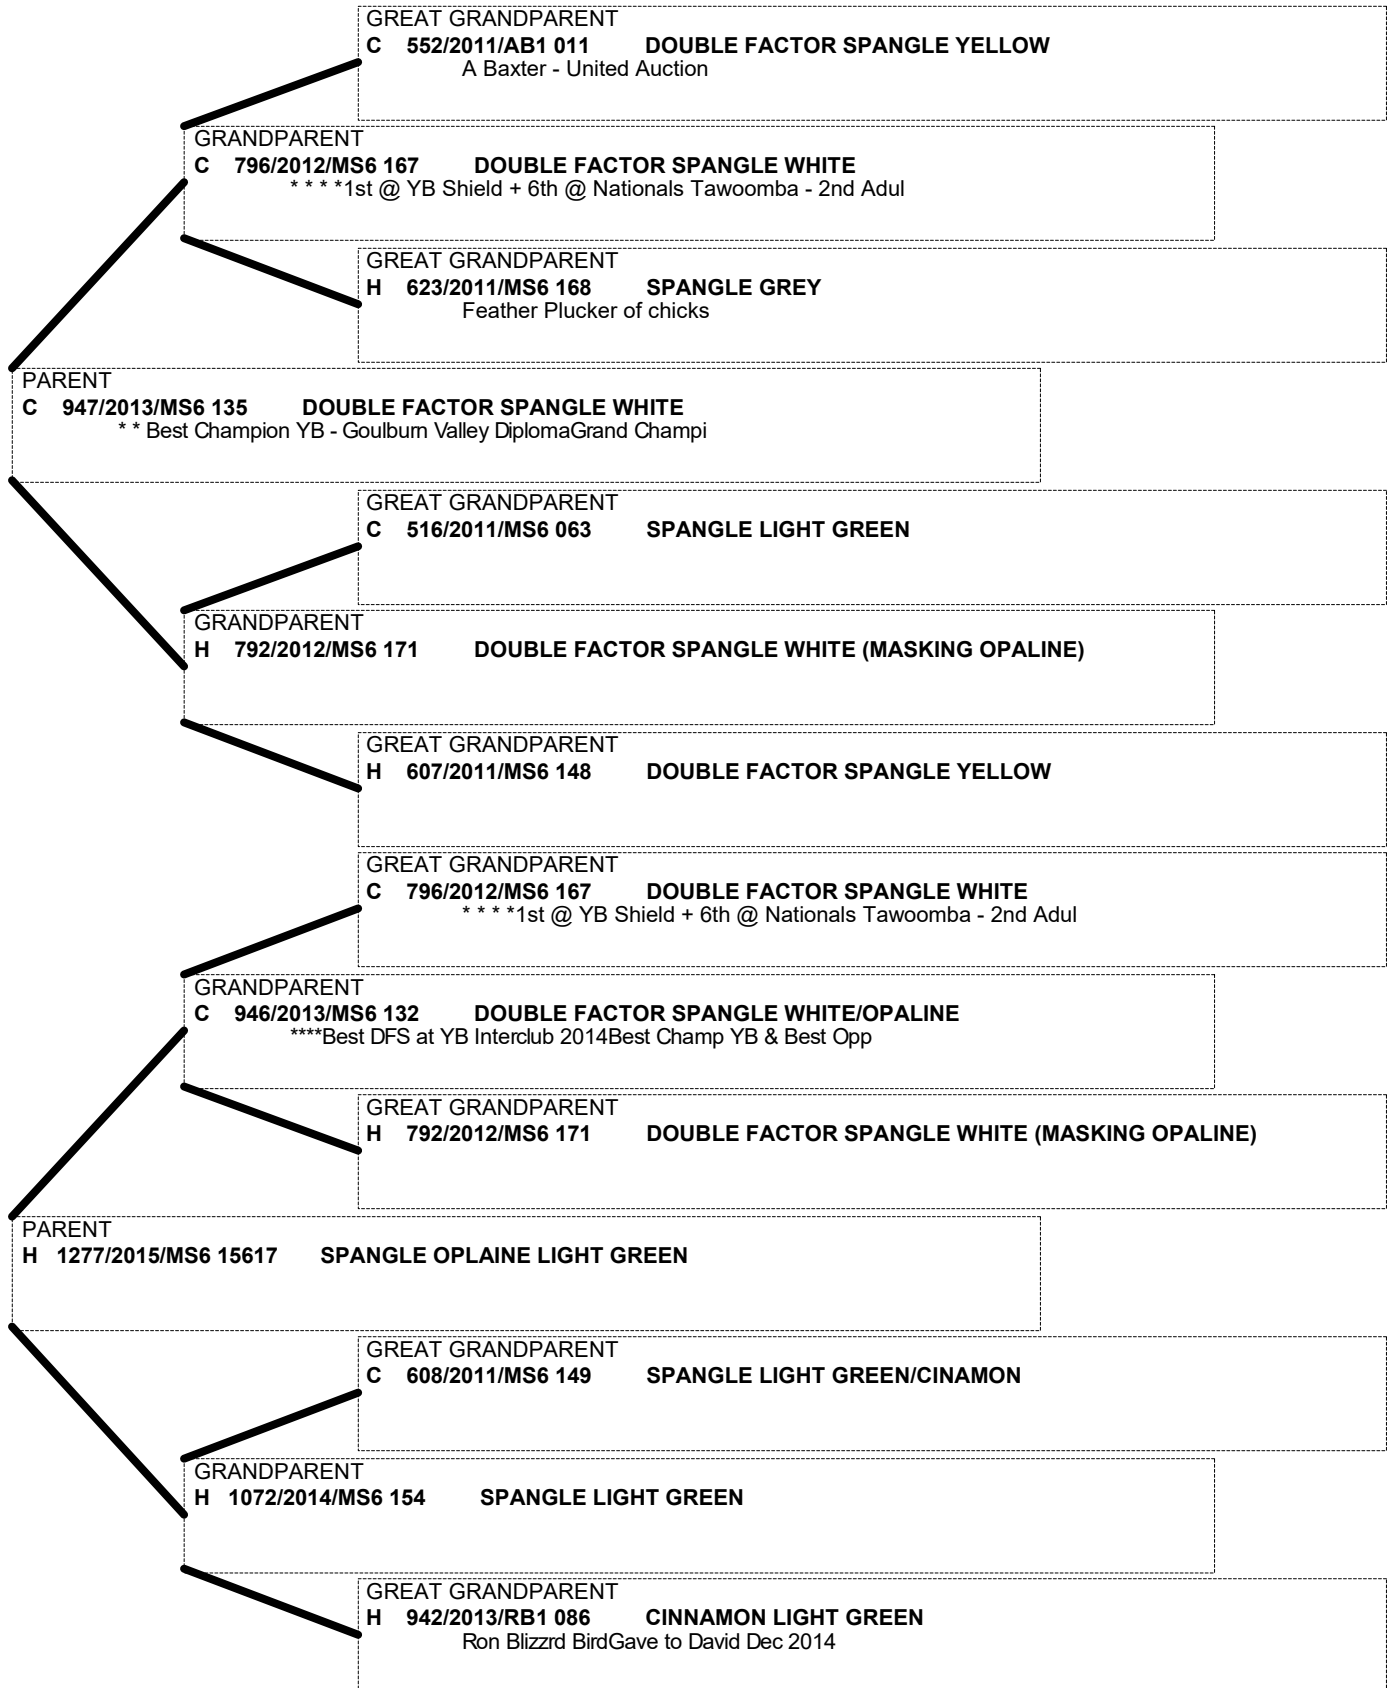 GREAT GRANDPARENT
C 552/2011/AB1 011 DOUBLE FACTOR SPANGLE YELLOW
A Baxter - United Auction
GRANDPARENT
C 796/2012/MS6 167 DOUBLE FACTOR SPANGLE WHITE
* * * *1st @ YB Shield + 6th @ Nationals Tawoomba - 2nd Adul
GREAT GRANDPARENT
H 623/2011/MS6 168 SPANGLE GREY
Feather Plucker of chicks
PARENT
C 947/2013/MS6 135 DOUBLE FACTOR SPANGLE WHITE
* * Best Champion YB - Goulburn Valley DiplomaGrand Champi
GREAT GRANDPARENT
C 516/2011/MS6 063 SPANGLE LIGHT GREEN
GRANDPARENT
H 792/2012/MS6 171 DOUBLE FACTOR SPANGLE WHITE (MASKING OPALINE)
GREAT GRANDPARENT
H 607/2011/MS6 148 DOUBLE FACTOR SPANGLE YELLOW
GREAT GRANDPARENT
C 796/2012/MS6 167 DOUBLE FACTOR SPANGLE WHITE
* * * *1st @ YB Shield + 6th @ Nationals Tawoomba - 2nd Adul
GRANDPARENT
C 946/2013/MS6 132 DOUBLE FACTOR SPANGLE WHITE/OPALINE
****Best DFS at YB Interclub 2014Best Champ YB & Best Opp
GREAT GRANDPARENT
H 792/2012/MS6 171 DOUBLE FACTOR SPANGLE WHITE (MASKING OPALINE)
PARENT
H 1277/2015/MS6 15617 SPANGLE OPLAINE LIGHT GREEN
GREAT GRANDPARENT
C 608/2011/MS6 149 SPANGLE LIGHT GREEN/CINAMON
GRANDPARENT
H 1072/2014/MS6 154 SPANGLE LIGHT GREEN
GREAT GRANDPARENT
H 942/2013/RB1 086 CINNAMON LIGHT GREEN
Ron Blizzrd BirdGave to David Dec 2014